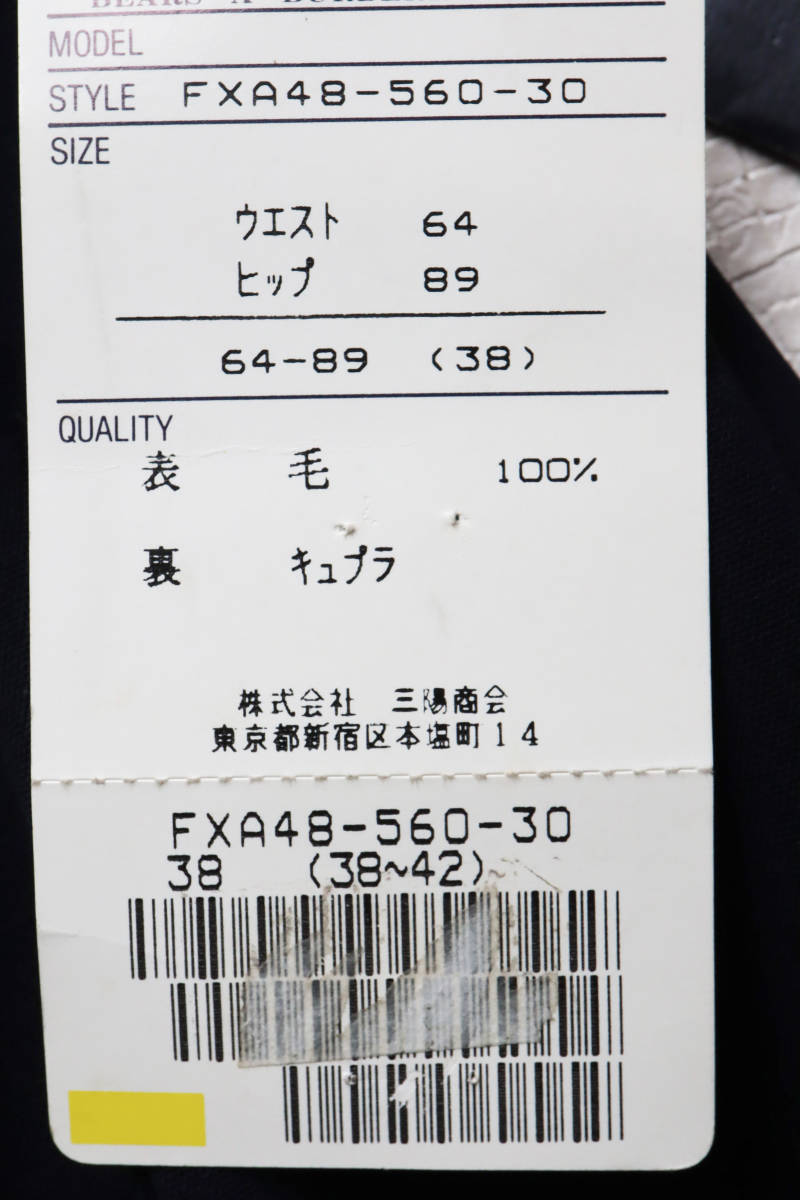 MODEL
STYLE FXA48-560-30
SIZE
ウエスト 64
ヒップ 89
64-89 (38)
QUALITY
表 毛 100%
裏 キュプラ
株式会社 三陽商会
東京都新宿区本塩町14
FXA48-560-30
38 (38~42)